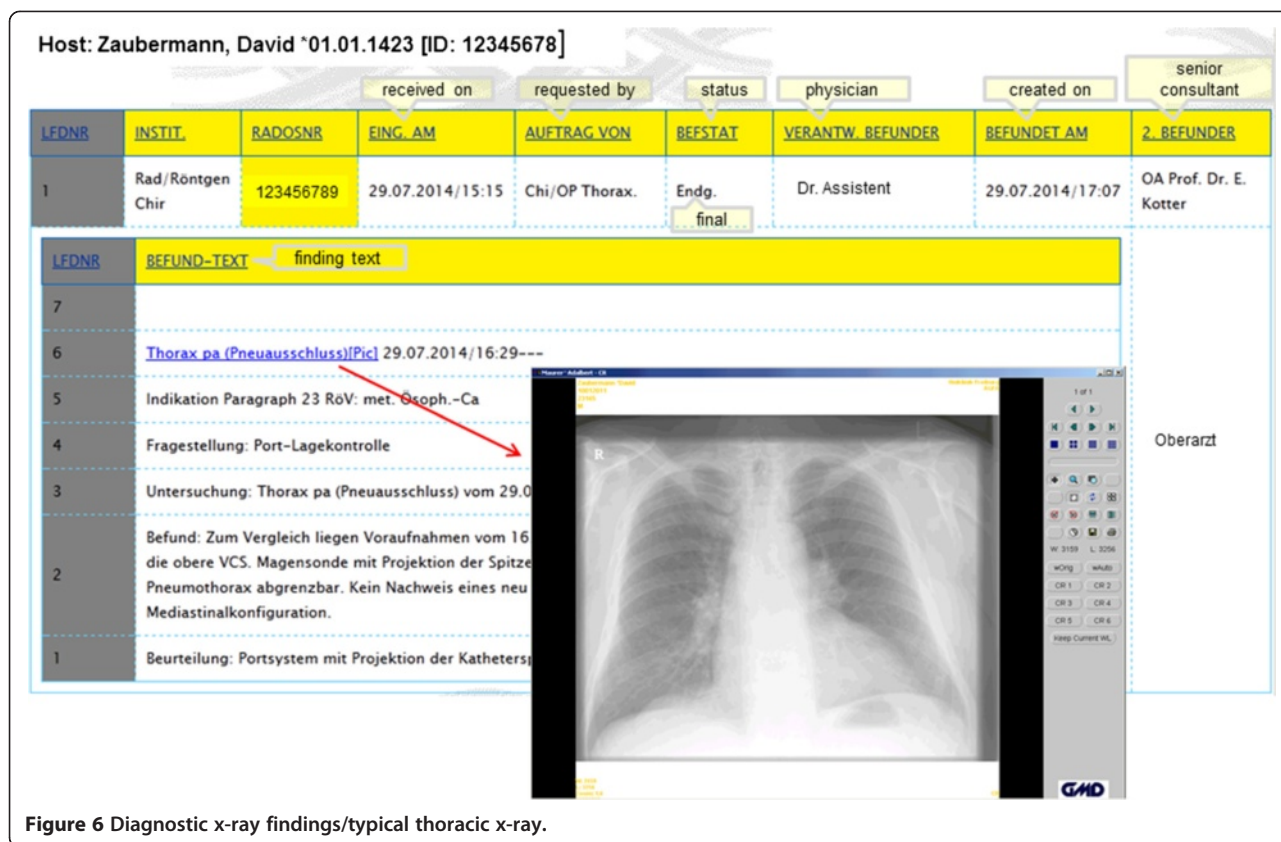 Host: Zaubermann, David *01.01.1423 [ID: 12345678]
received on
requested by
status
physician
created on
senior
consultant
LFDNR INSTIT. RADOSNR EING. AM AUFTRAG VON BEFSTAT VERANTW. BEFUNDER BEFUNDET AM 2. BEFUNDER
1 Rad/Röntgen Chir 123456789 29.07.2014/15:15 Chi/OP Thorax. Endg. Dr. Assistent 29.07.2014/17:07 OA Prof. Dr. E. Kotter
final
LFDNR BEFUND-TEXT finding text
7
6 Thorax pa (Pneuausschluss)[Pic] 29.07.2014/16:29---
5 Indikation Paragraph 23 RöV: met. Ösoph.-Ca
4 Fragestellung: Port-Lagekontrolle
3 Untersuchung: Thorax pa (Pneuausschluss) vom 29.0
2 Befund: Zum Vergleich liegen Voraufnahmen vom 16
die obere VCS. Magensonde mit Projektion der Spitze
Pneumothorax abgrenzbar. Kein Nachweis eines neu
Mediastinalkonfiguration.
1 Beurteilung: Portsystem mit Projektion der Kathetersp
Oberarzt
R
1 of 1
W: 3159 L: 3256
wOrig wAuto
CR 1 CR 2
CR 3 CR 4
CR 5 CR 6
Keep Current WL
GMD
Figure 6 Diagnostic x-ray findings/typical thoracic x-ray.